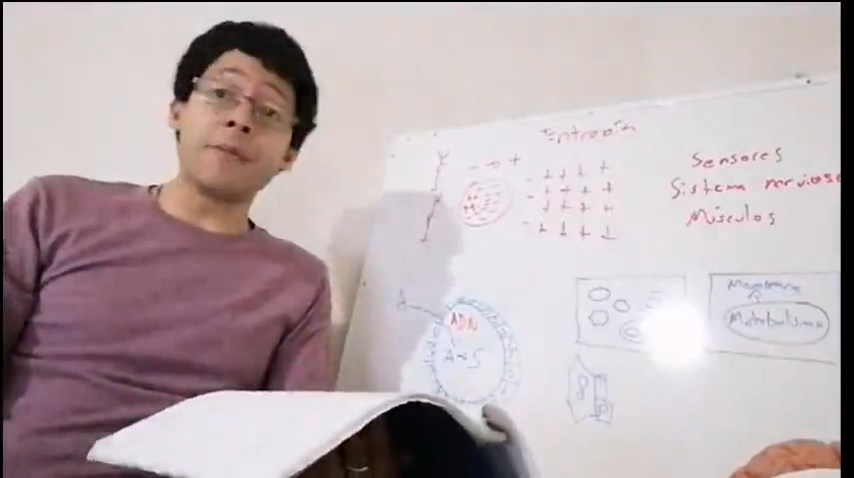 Entropía
- → +
Sensores
Sistema nervioso
Músculos
A
ADN
A→S
Membrana
Metabolismo